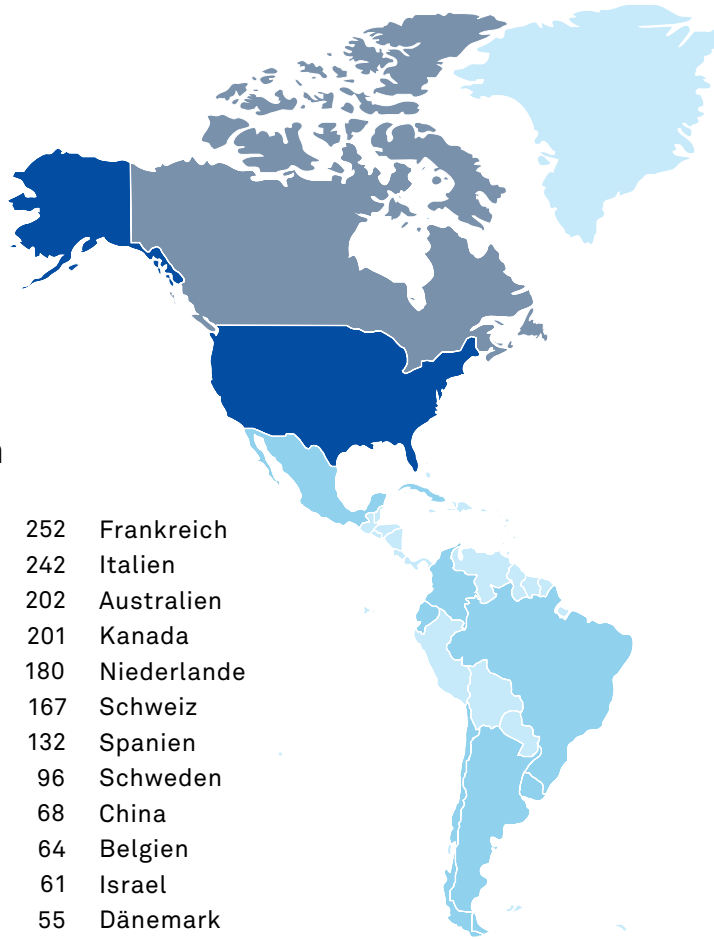 252 Frankreich
242 Italien
202 Australien
201 Kanada
180 Niederlande
167 Schweiz
132 Spanien
96 Schweden
68 China
64 Belgien
61 Israel
55 Dänemark